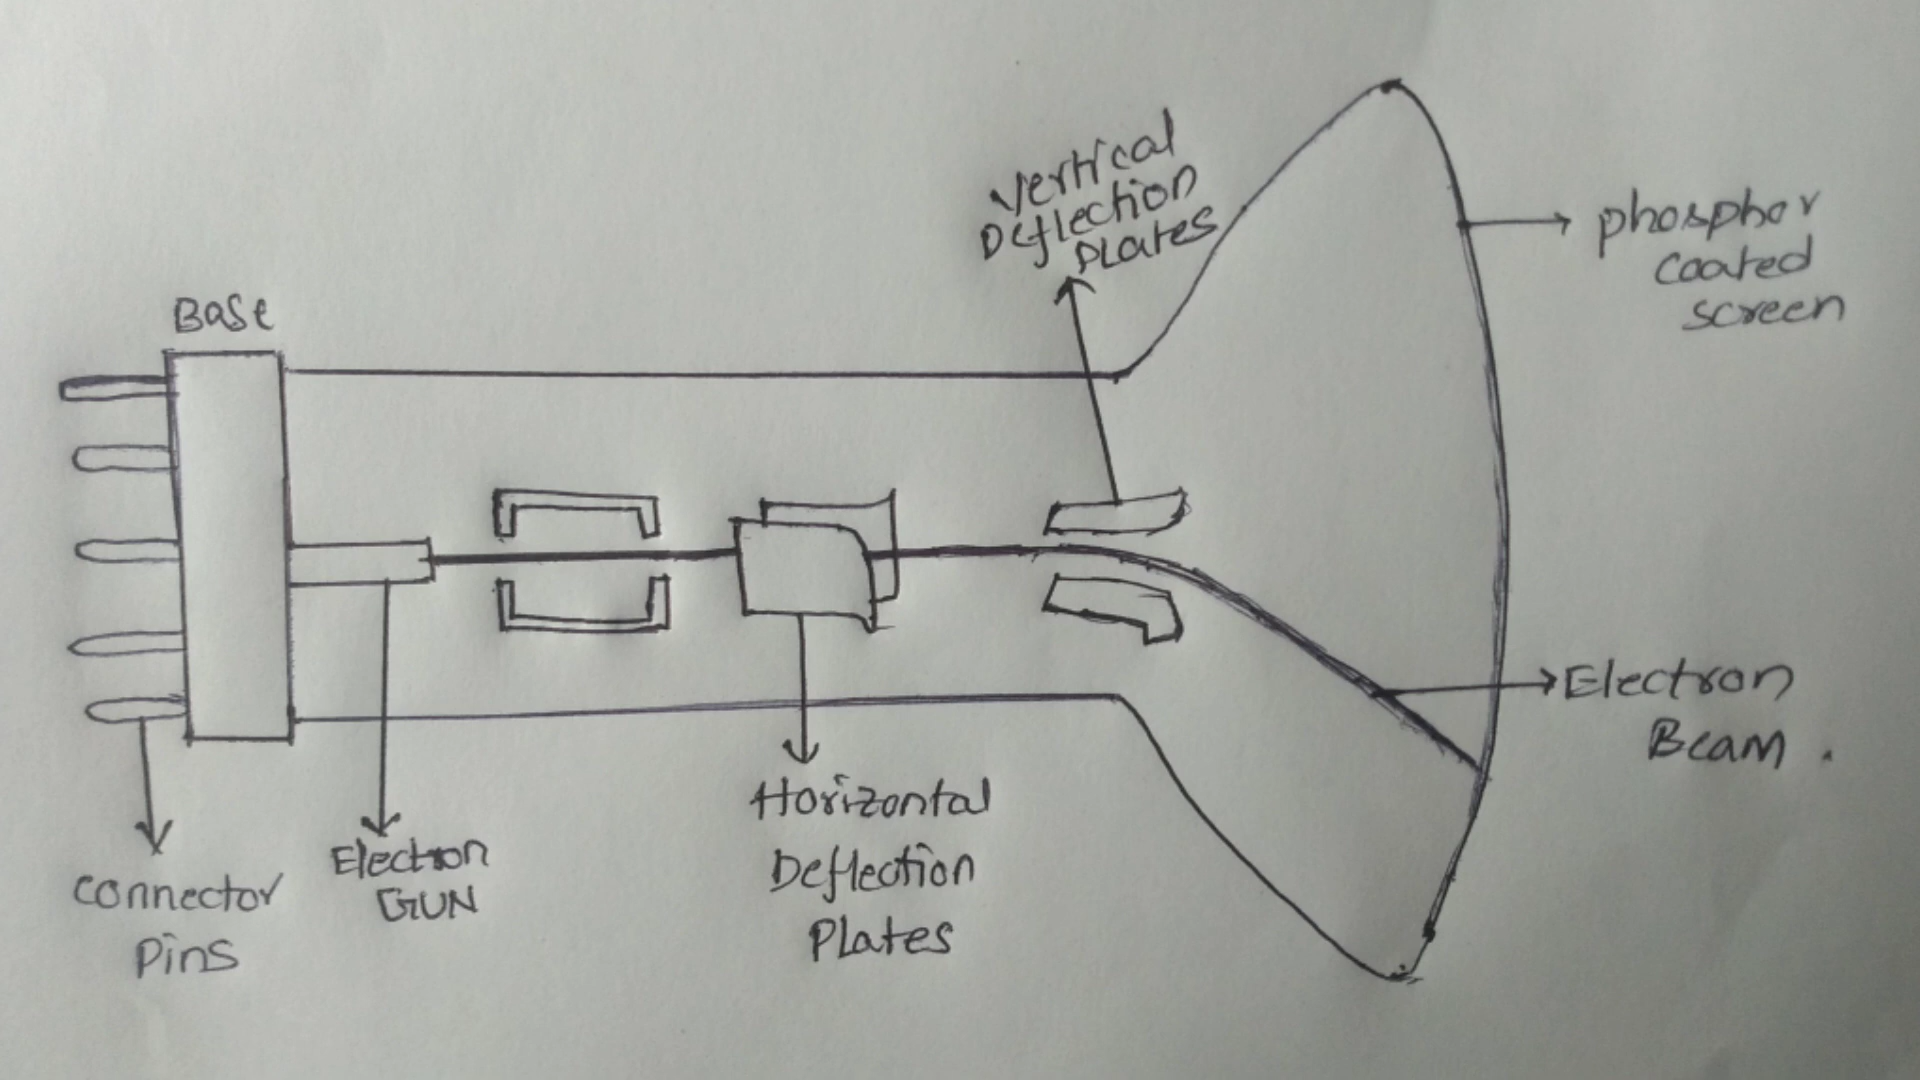 Vertical
Deflection
Plates
phosphor
coated
screen
Base
Electron
Beam .
Connector
Pins
Electron
GUN
Horizontal
Deflection
Plates